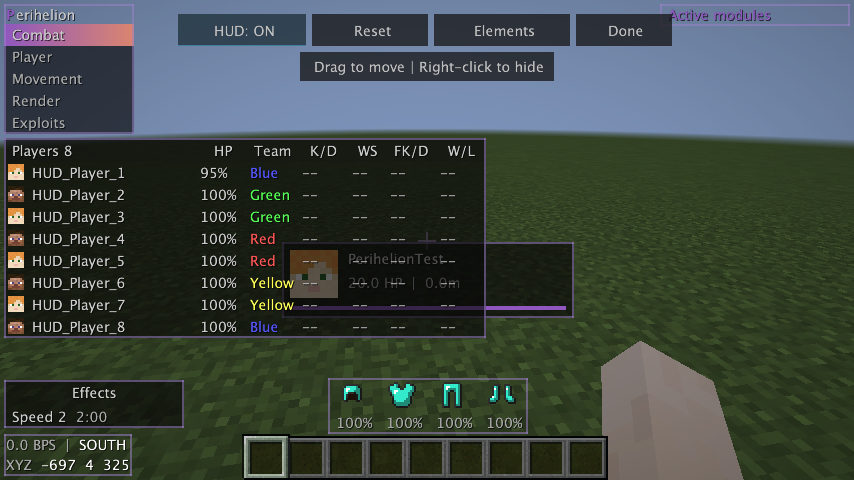 Perihelion
Combat
Player
Movement
Render
Exploits
HUD: ON
Reset
Elements
Done
Active modules
Drag to move | Right-click to hide
Players 8 HP Team K/D WS FK/D W/L
HUD_Player_1 95% Blue -- -- -- --
HUD_Player_2 100% Green -- -- -- --
HUD_Player_3 100% Green -- -- -- --
HUD_Player_4 100% Red -- -- -- --
HUD_Player_5 100% Red -- -- -- --
HUD_Player_6 100% Yellow -- -- -- --
HUD_Player_7 100% Yellow -- -- -- --
HUD_Player_8 100% Blue -- -- -- --
PerihelionTest
20.0 HP | 0.0m
Effects
Speed 2 2:00
100% 100% 100% 100%
0.0 BPS | SOUTH
XYZ -697 4 325